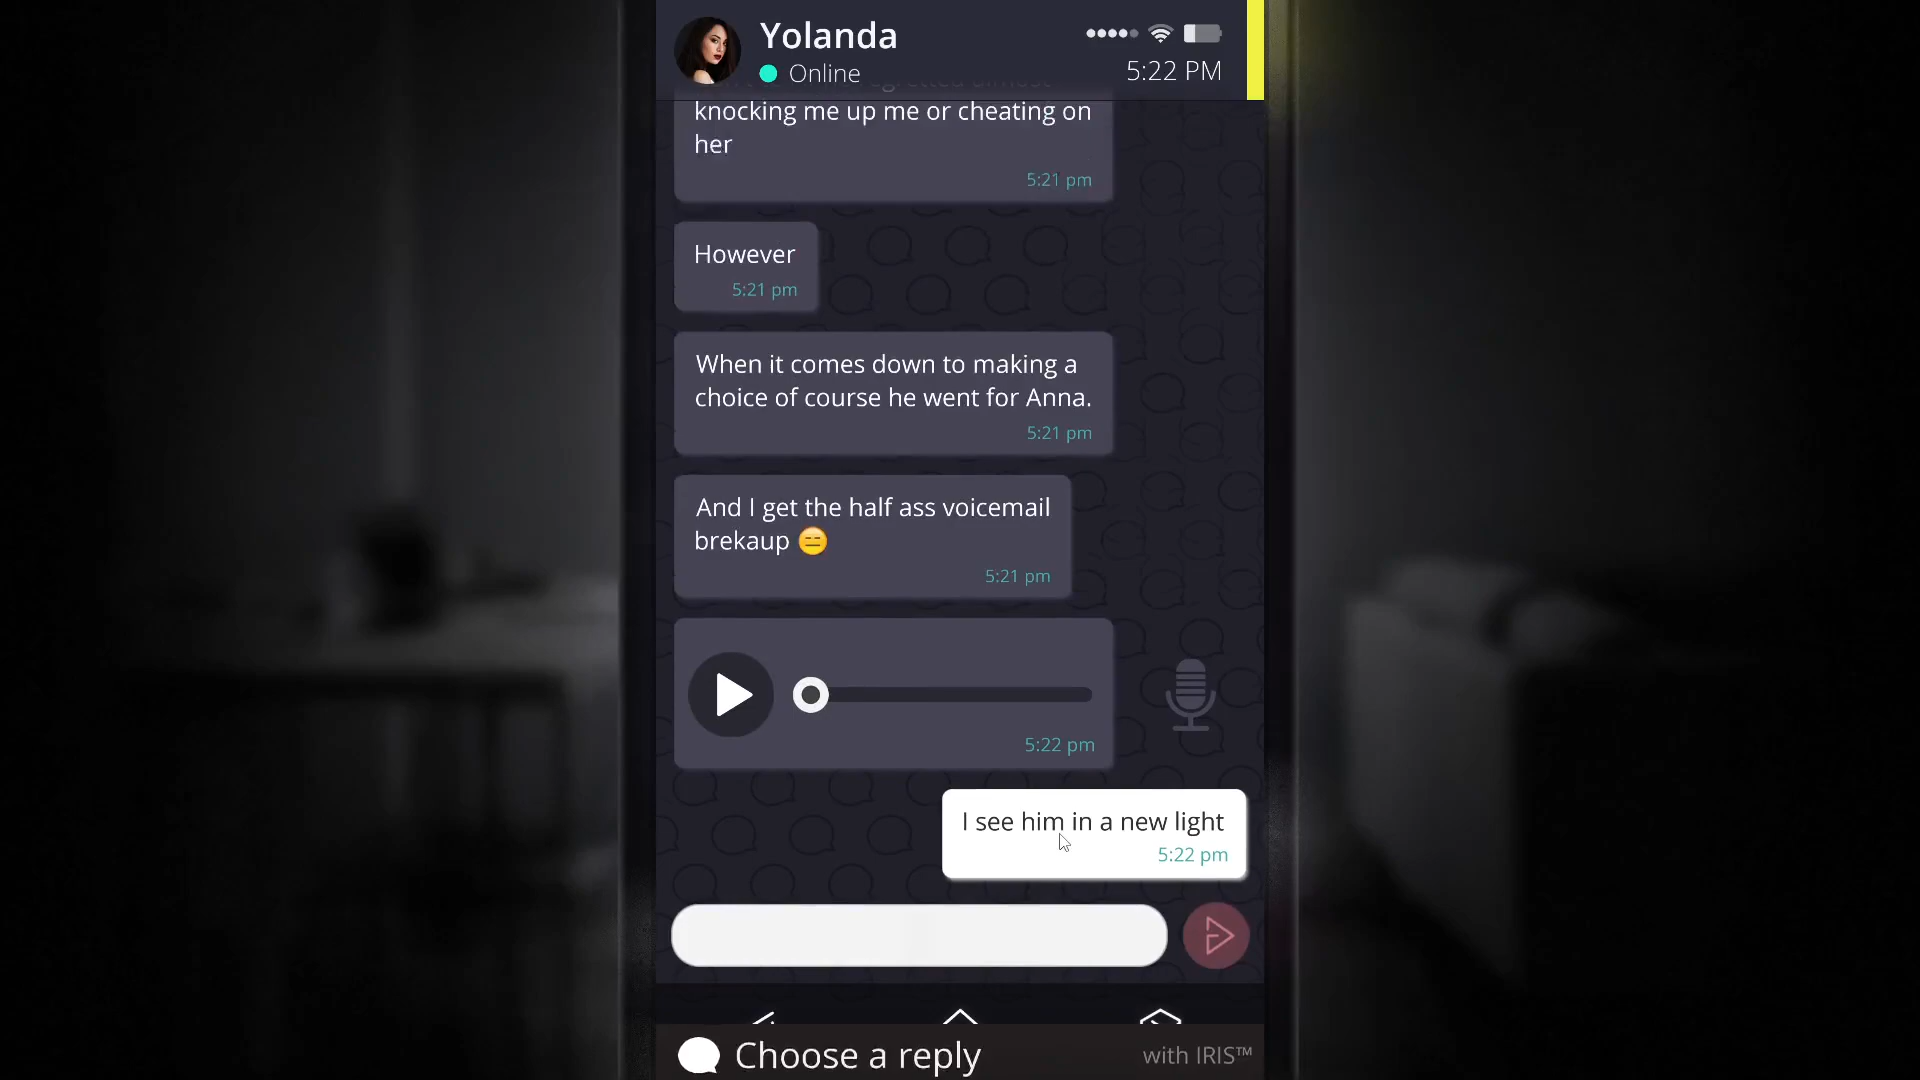 Yolanda
Online
5:22 PM
knocking me up me or cheating on
her
5:21 pm
However
5:21 pm
When it comes down to making a
choice of course he went for Anna.
5:21 pm
And I get the half ass voicemail
brekaup
5:21 pm
5:22 pm
I see him in a new light
5:22 pm
Choose a reply
with IRIS™